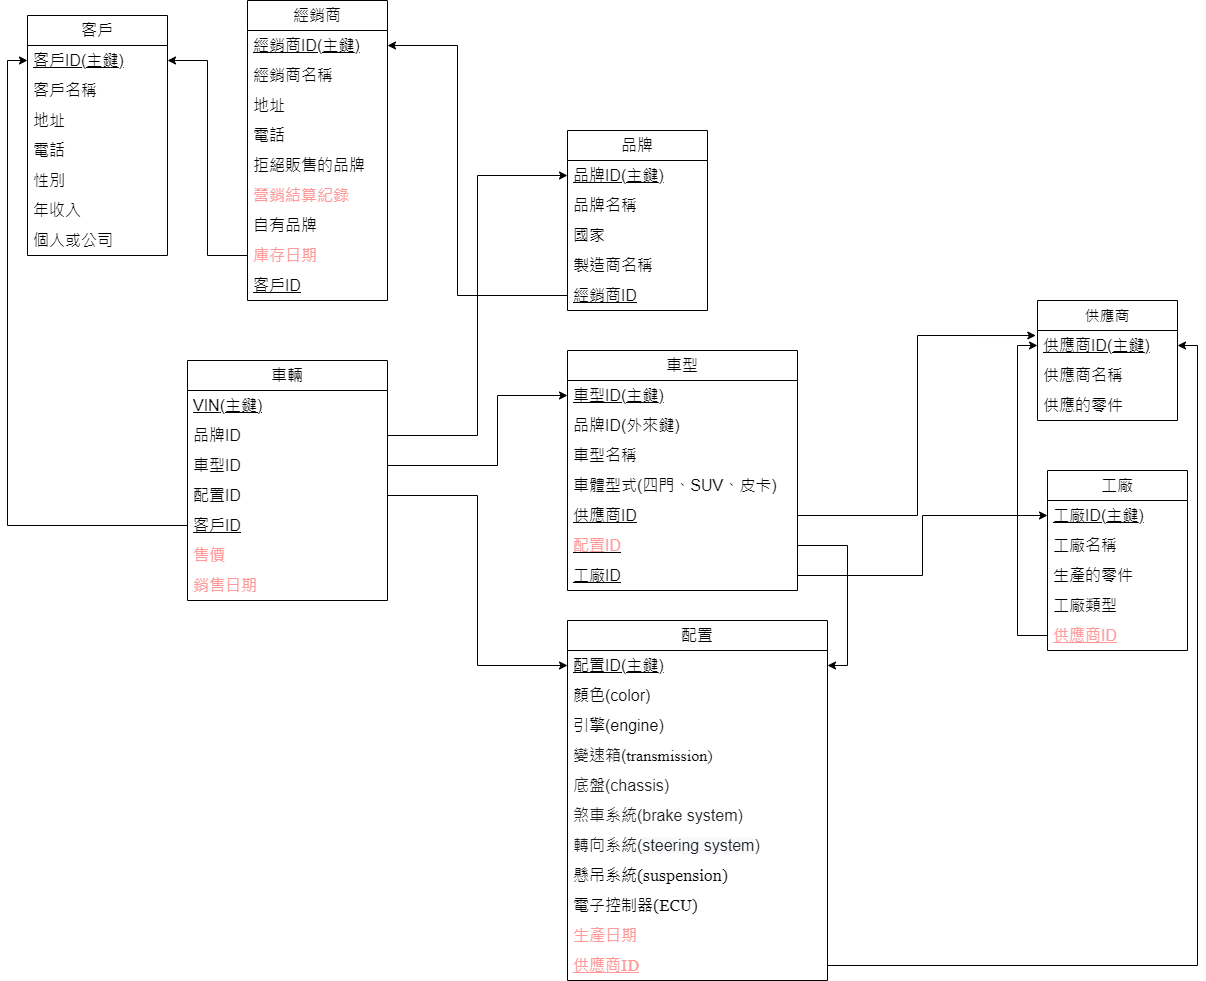 客戶
客戶ID(主鍵)
客戶名稱
地址
電話
性別
年收入
個人或公司
經銷商
經銷商ID(主鍵)
經銷商名稱
地址
電話
拒絕販售的品牌
營銷結算紀錄
自有品牌
庫存日期
客戶ID
品牌
品牌ID(主鍵)
品牌名稱
國家
製造商名稱
經銷商ID
供應商
供應商ID(主鍵)
供應商名稱
供應的零件
車輛
VIN(主鍵)
品牌ID
車型ID
配置ID
客戶ID
售價
銷售日期
車型
車型ID(主鍵)
品牌ID(外來鍵)
車型名稱
車體型式(四門、SUV、皮卡)
供應商ID
配置ID
工廠ID
工廠
工廠ID(主鍵)
工廠名稱
生產的零件
工廠類型
供應商ID
配置
配置ID(主鍵)
顏色(color)
引擎(engine)
變速箱(transmission)
底盤(chassis)
煞車系統(brake system)
轉向系統(steering system)
懸吊系統(suspension)
電子控制器(ECU)
生產日期
供應商ID